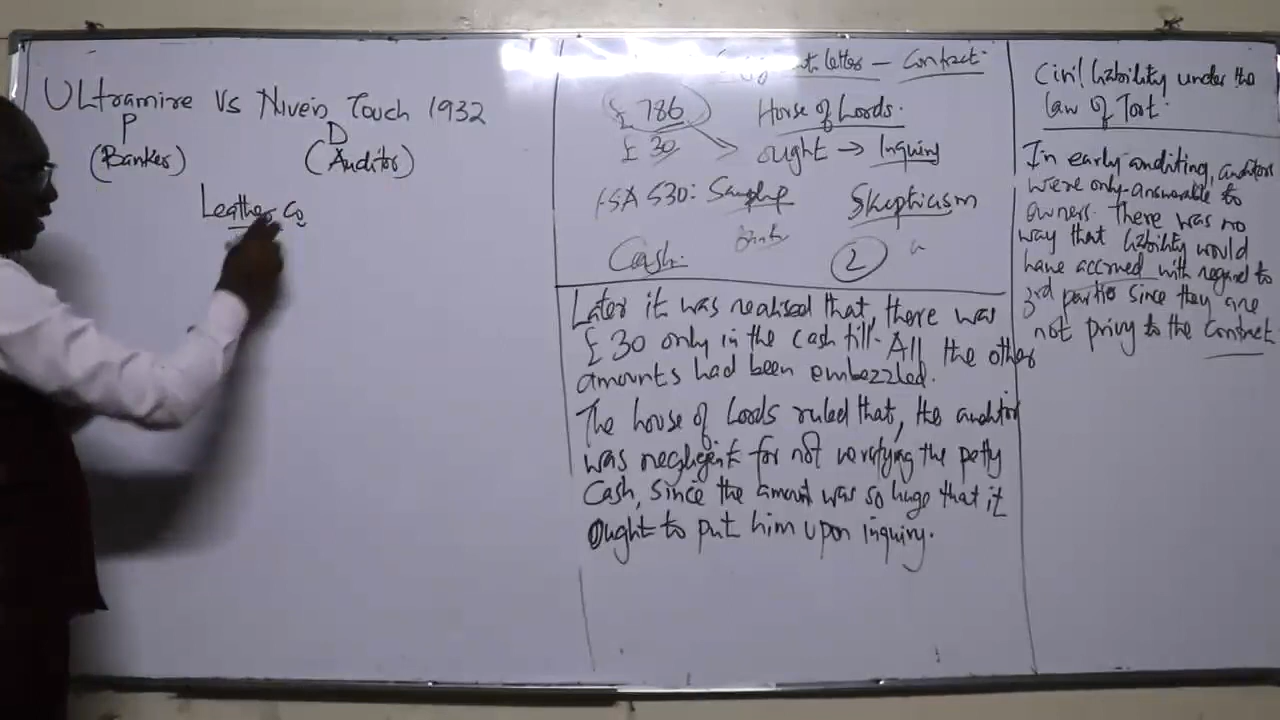 Ultramire Vs Niven Touch 1932
P D
(Banker) (Auditor)
Leather Co
letter – Contract
£ 786 House of Lords.
£ 30 ought → Inquiry
ISA 530: Sample Skepticism
Cash: 2
Later it was realised that, there was
£ 30 only in the cash till. All the other
amounts had been embezzled.
The house of Lords ruled that, the auditor
was negligent for not verifying the petty
Cash, since the amount was so huge that it
Ought to put him upon inquiry.
Civil liability under the
law of Tort.
In early auditing, auditors
were only answerable to
owners. There was no
way that liability would
have accrued with regard to
3rd parties since they are
not privy to the contract